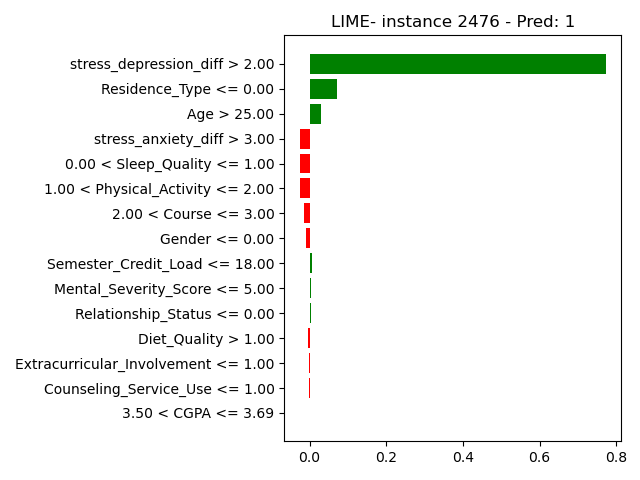 LIME- instance 2476 - Pred: 1
stress_depression_diff > 2.00
Residence_Type <= 0.00
Age > 25.00
stress_anxiety_diff > 3.00
0.00 < Sleep_Quality <= 1.00
1.00 < Physical_Activity <= 2.00
2.00 < Course <= 3.00
Gender <= 0.00
Semester_Credit_Load <= 18.00
Mental_Severity_Score <= 5.00
Relationship_Status <= 0.00
Diet_Quality > 1.00
Extracurricular_Involvement <= 1.00
Counseling_Service_Use <= 1.00
3.50 < CGPA <= 3.69
0.0 0.2 0.4 0.6 0.8